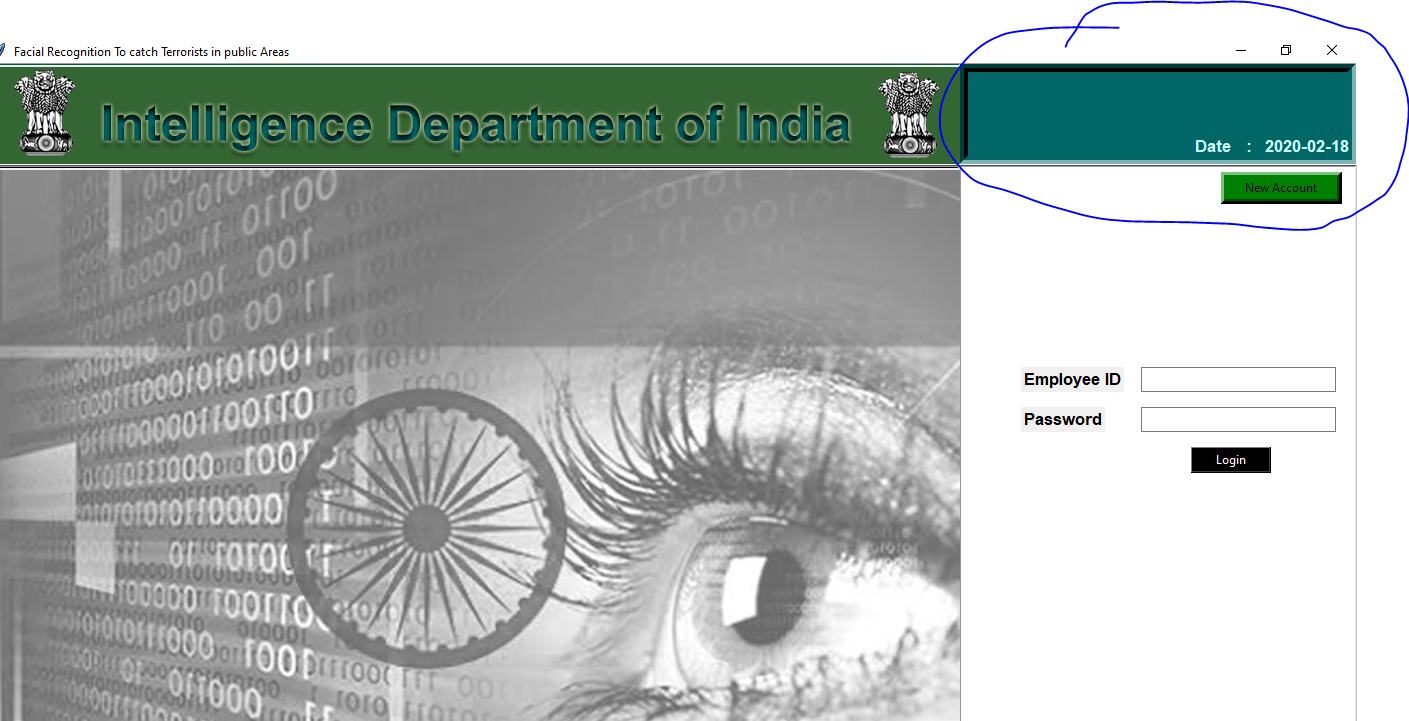 Facial Recognition To catch Terrorists in public Areas
Intelligence Department of India
Date : 2020-02-18
New Account
Employee ID
Password
Login